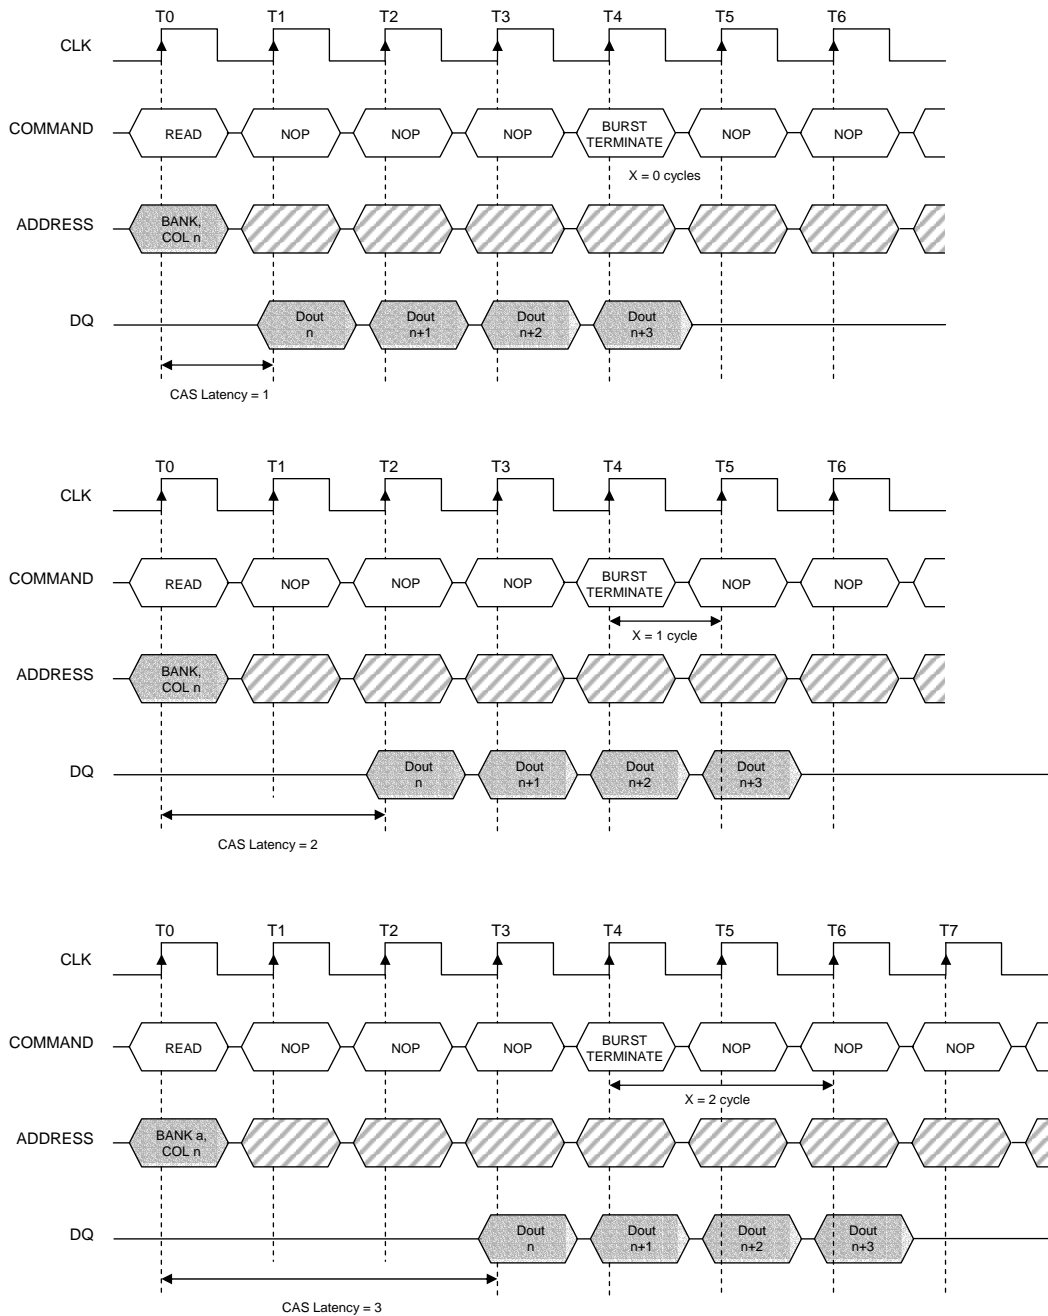 T0 T1 T2 T3 T4 T5 T6
CLK
COMMAND READ NOP NOP NOP BURST TERMINATE NOP NOP
X = 0 cycles
ADDRESS BANK, COL n
DQ Dout n Dout n+1 Dout n+2 Dout n+3
CAS Latency = 1
T0 T1 T2 T3 T4 T5 T6
CLK
COMMAND READ NOP NOP NOP BURST TERMINATE NOP NOP
X = 1 cycle
ADDRESS BANK, COL n
DQ Dout n Dout n+1 Dout n+2 Dout n+3
CAS Latency = 2
T0 T1 T2 T3 T4 T5 T6 T7
CLK
COMMAND READ NOP NOP NOP BURST TERMINATE NOP NOP NOP
X = 2 cycle
ADDRESS BANK a, COL n
DQ Dout n Dout n+1 Dout n+2 Dout n+3
CAS Latency = 3